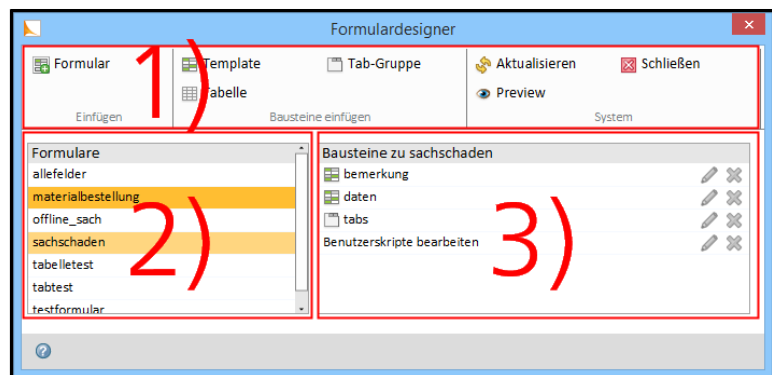 Formulardesigner
Formular Template Tab-Gruppe Aktualisieren Schließen
Tabelle Preview
Einfügen Bausteine einfügen System
1)
Formulare
allefelder
materialbestellung
offline_sach
sachschaden
tabelletest
tabtest
testformular
2)
Bausteine zu sachschaden
bemerkung
daten
tabs
Benutzerskripte bearbeiten
3)